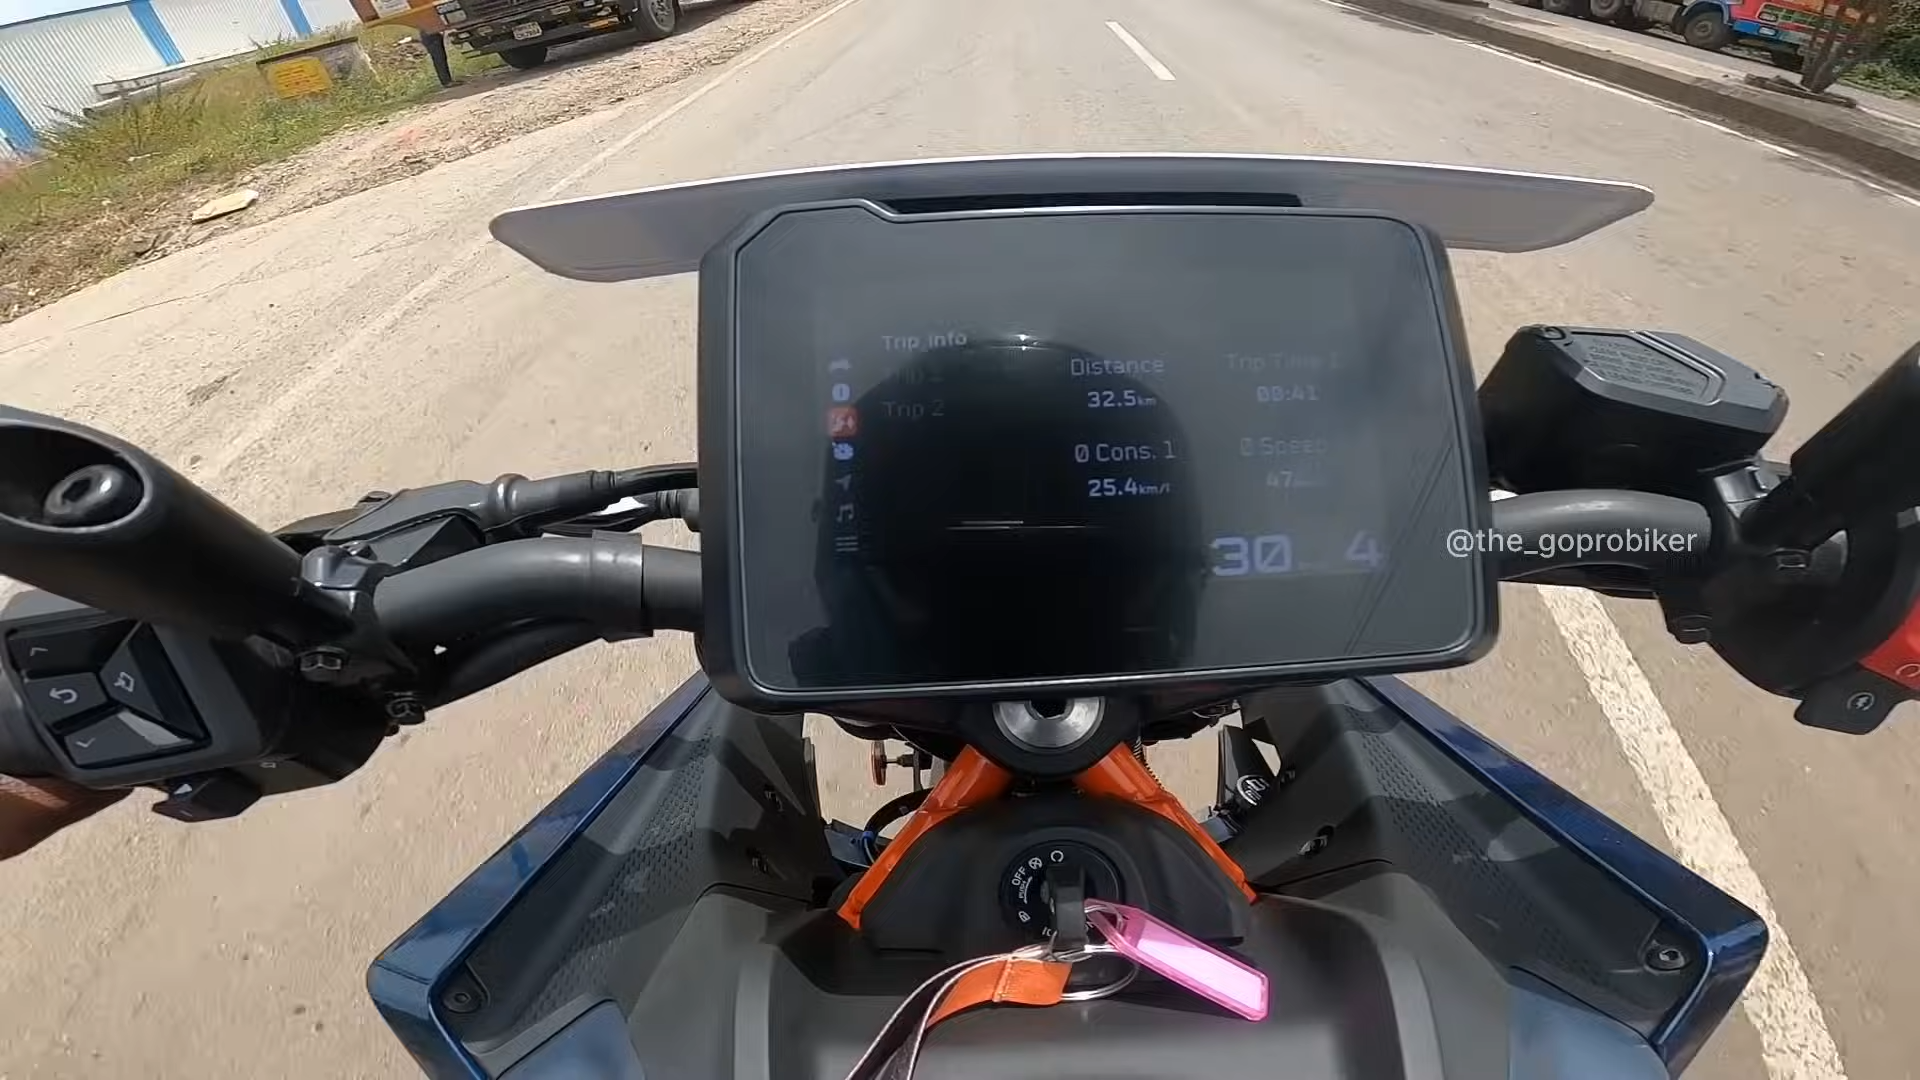 Trip info
Trip 2
Distance
32.5km
Trip Time 1
00:41
Ø Cons. 1
25.4km/l
Ø Speed
47
30 4
@the_goprobiker
OFF